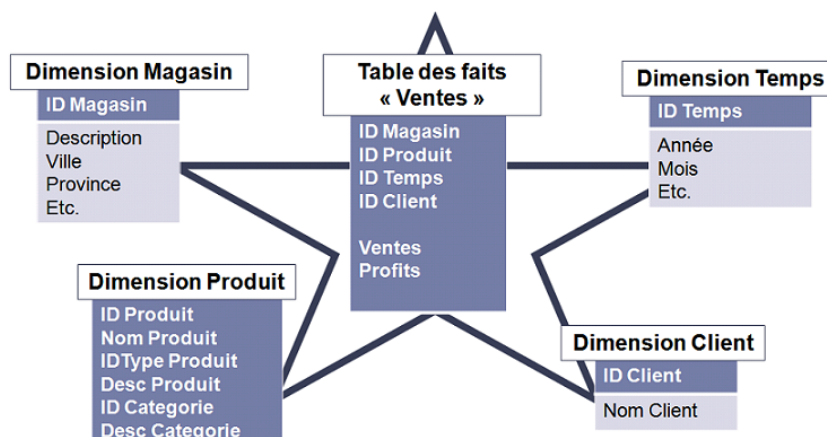 Dimension Magasin
ID Magasin
Description
Ville
Province
Etc.
Table des faits
« Ventes »
ID Magasin
ID Produit
ID Temps
ID Client
Ventes
Profits
Dimension Temps
ID Temps
Année
Mois
Etc.
Dimension Produit
ID Produit
Nom Produit
IDType Produit
Desc Produit
ID Categorie
Desc Categorie
Dimension Client
ID Client
Nom Client